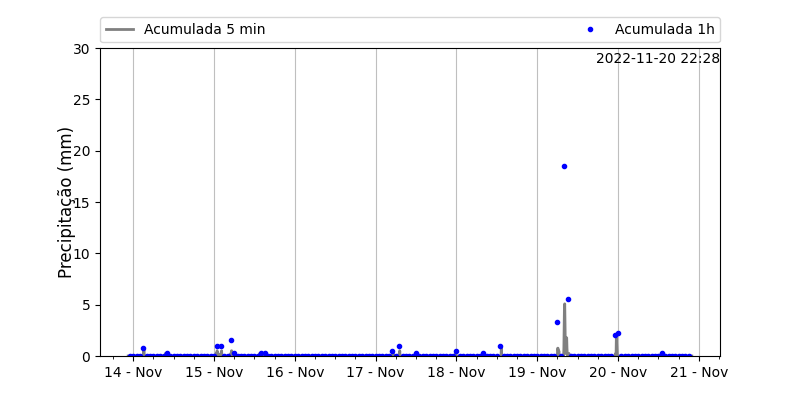 Acumulada 5 min
Acumulada 1h
2022-11-20 22:28
Precipitação (mm)
30
25
20
15
10
5
0
14 - Nov
15 - Nov
16 - Nov
17 - Nov
18 - Nov
19 - Nov
20 - Nov
21 - Nov